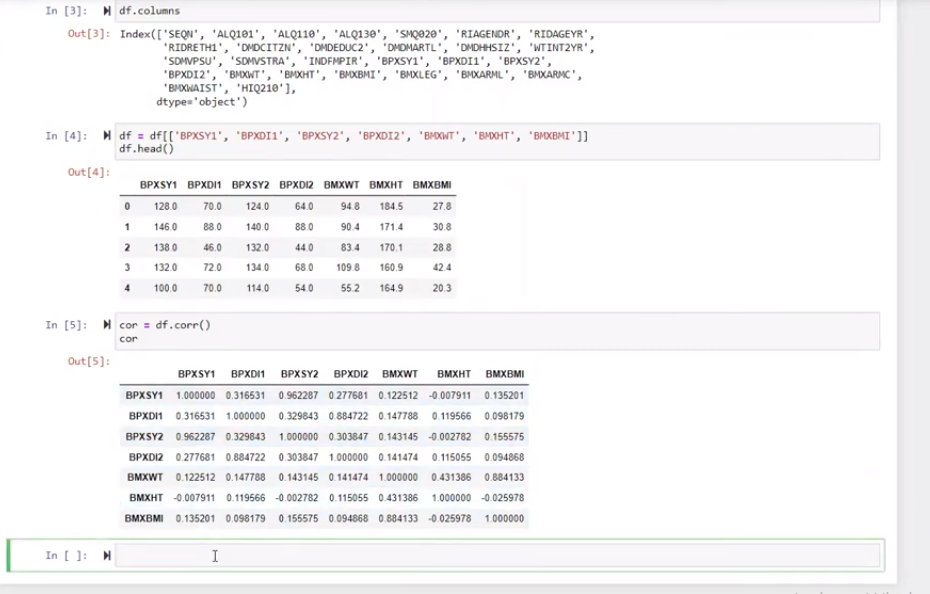 In [3]: df.columns
Out[3]: Index(['SEQN', 'ALQ101', 'ALQ110', 'ALQ130', 'SMQ020', 'RIAGENDR', 'RIDAGEYR',
'RIDRETH1', 'DMDCITZN', 'DMDEDUC2', 'DMDMARTL', 'DMDHHSIZ', 'WTINT2YR',
'SDMVPSU', 'SDMVSTRA', 'INDFMPIR', 'BPXSY1', 'BPXDI1', 'BPXSY2',
'BPXDI2', 'BMXWT', 'BMXHT', 'BMXBMI', 'BMXLEG', 'BMXARML', 'BMXARMC',
'BMXWAIST', 'HIQ210'],
dtype='object')
In [4]: df = df[['BPXSY1', 'BPXDI1', 'BPXSY2', 'BPXDI2', 'BMXWT', 'BMXHT', 'BMXBMI']]
df.head()
Out[4]:
BPXSY1 BPXDI1 BPXSY2 BPXDI2 BMXWT BMXHT BMXBMI
0 128.0 70.0 124.0 64.0 94.8 184.5 27.8
1 146.0 88.0 140.0 88.0 90.4 171.4 30.8
2 138.0 46.0 132.0 44.0 83.4 170.1 28.8
3 132.0 72.0 134.0 68.0 109.8 160.9 42.4
4 100.0 70.0 114.0 54.0 55.2 164.9 20.3
In [5]: cor = df.corr()
cor
Out[5]:
BPXSY1 BPXDI1 BPXSY2 BPXDI2 BMXWT BMXHT BMXBMI
BPXSY1 1.000000 0.316531 0.962287 0.277681 0.122512 -0.007911 0.135201
BPXDI1 0.316531 1.000000 0.329843 0.884722 0.147788 0.119566 0.098179
BPXSY2 0.962287 0.329843 1.000000 0.303847 0.143145 -0.002782 0.155575
BPXDI2 0.277681 0.884722 0.303847 1.000000 0.141474 0.115055 0.094868
BMXWT 0.122512 0.147788 0.143145 0.141474 1.000000 0.431386 0.884133
BMXHT -0.007911 0.119566 -0.002782 0.115055 0.431386 1.000000 -0.025978
BMXBMI 0.135201 0.098179 0.155575 0.094868 0.884133 -0.025978 1.000000
In [ ]: